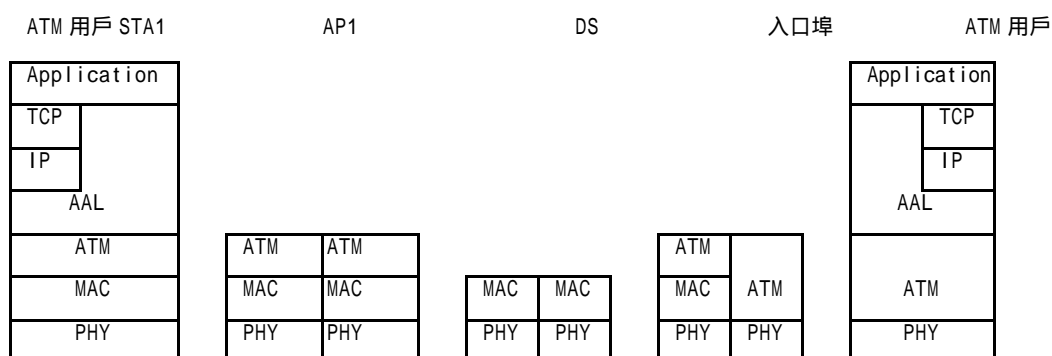 ATM 用戶 STA1 AP1 DS 入口埠 ATM 用戶
Application Application
TCP TCP
IP IP
AAL AAL
ATM ATM ATM ATM
MAC MAC MAC MAC MAC MAC ATM ATM
PHY PHY PHY PHY PHY PHY PHY PHY